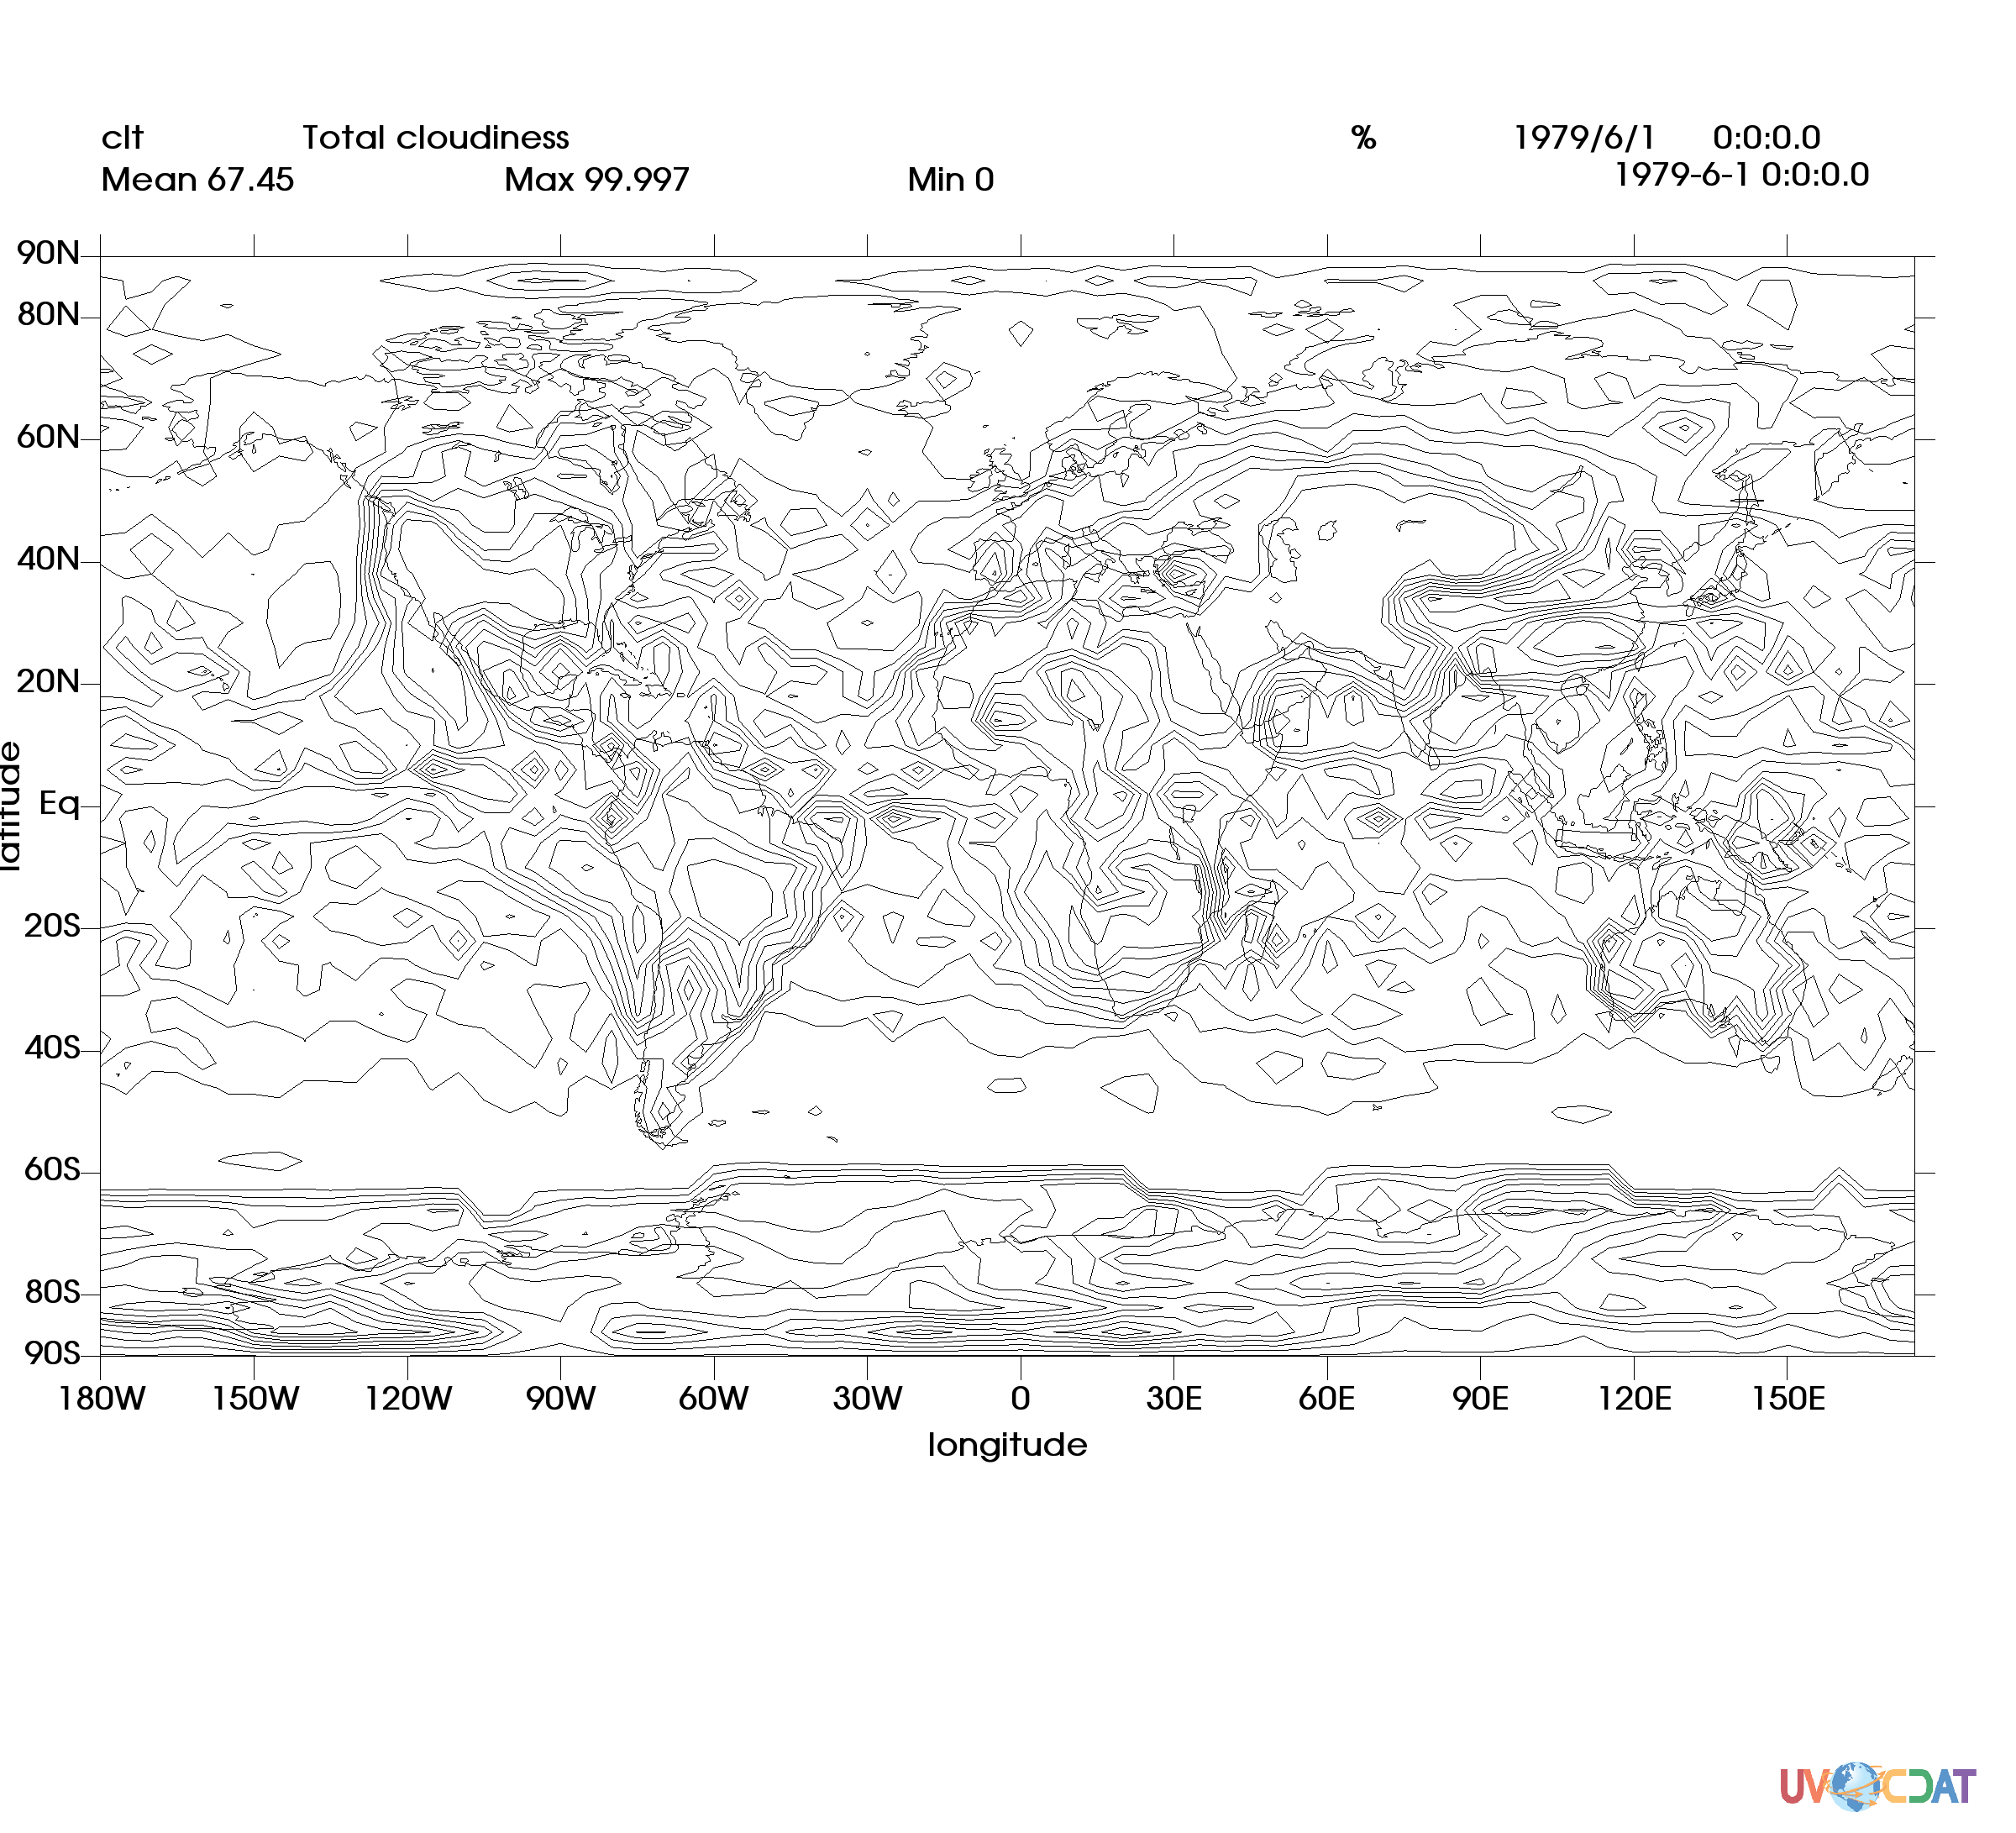 clt Total cloudiness % 1979/6/1 0:0:0.0
Mean 67.45 Max 99.997 Min 0 1979-6-1 0:0:0.0
90N
80N
60N
40N
20N
Eq
20S
40S
60S
80S
90S
latitude
180W 150W 120W 90W 60W 30W 0 30E 60E 90E 120E 150E
longitude
UV CDAT